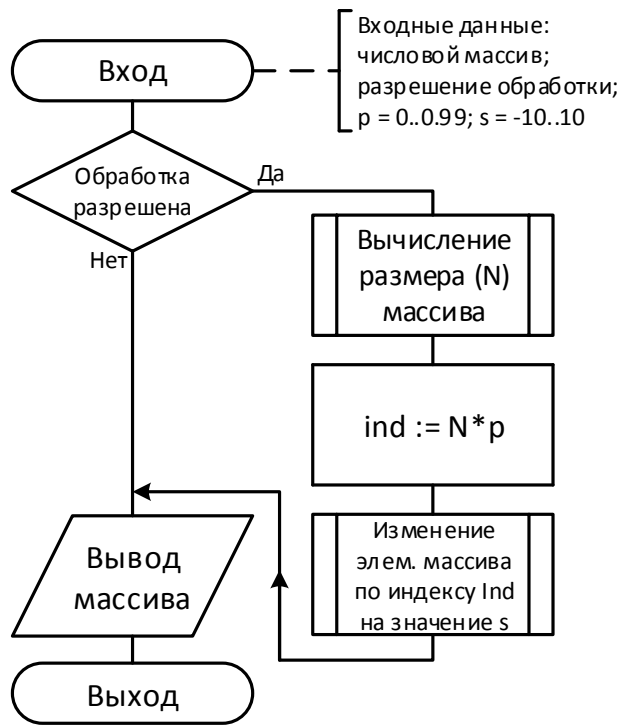 Вход
Входные данные:
числовой массив;
разрешение обработки;
p = 0..0.99; s = -10..10
Обработка
разрешена
Да
Нет
Вычисление
размера (N)
массива
ind := N*p
Изменение
элем. массива
по индексу Ind
на значение s
Вывод
массива
Выход